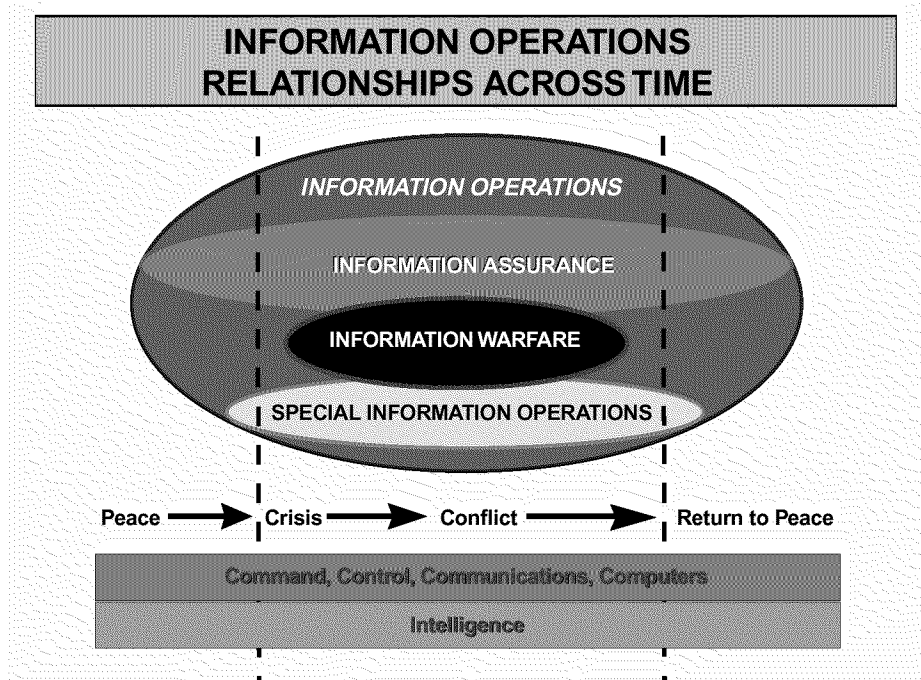 INFORMATION OPERATIONS
RELATIONSHIPS ACROSS TIME
INFORMATION OPERATIONS
INFORMATION ASSURANCE
INFORMATION WARFARE
SPECIAL INFORMATION OPERATIONS
Peace Crisis Conflict Return to Peace
Command, Control, Communications, Computers
Intelligence